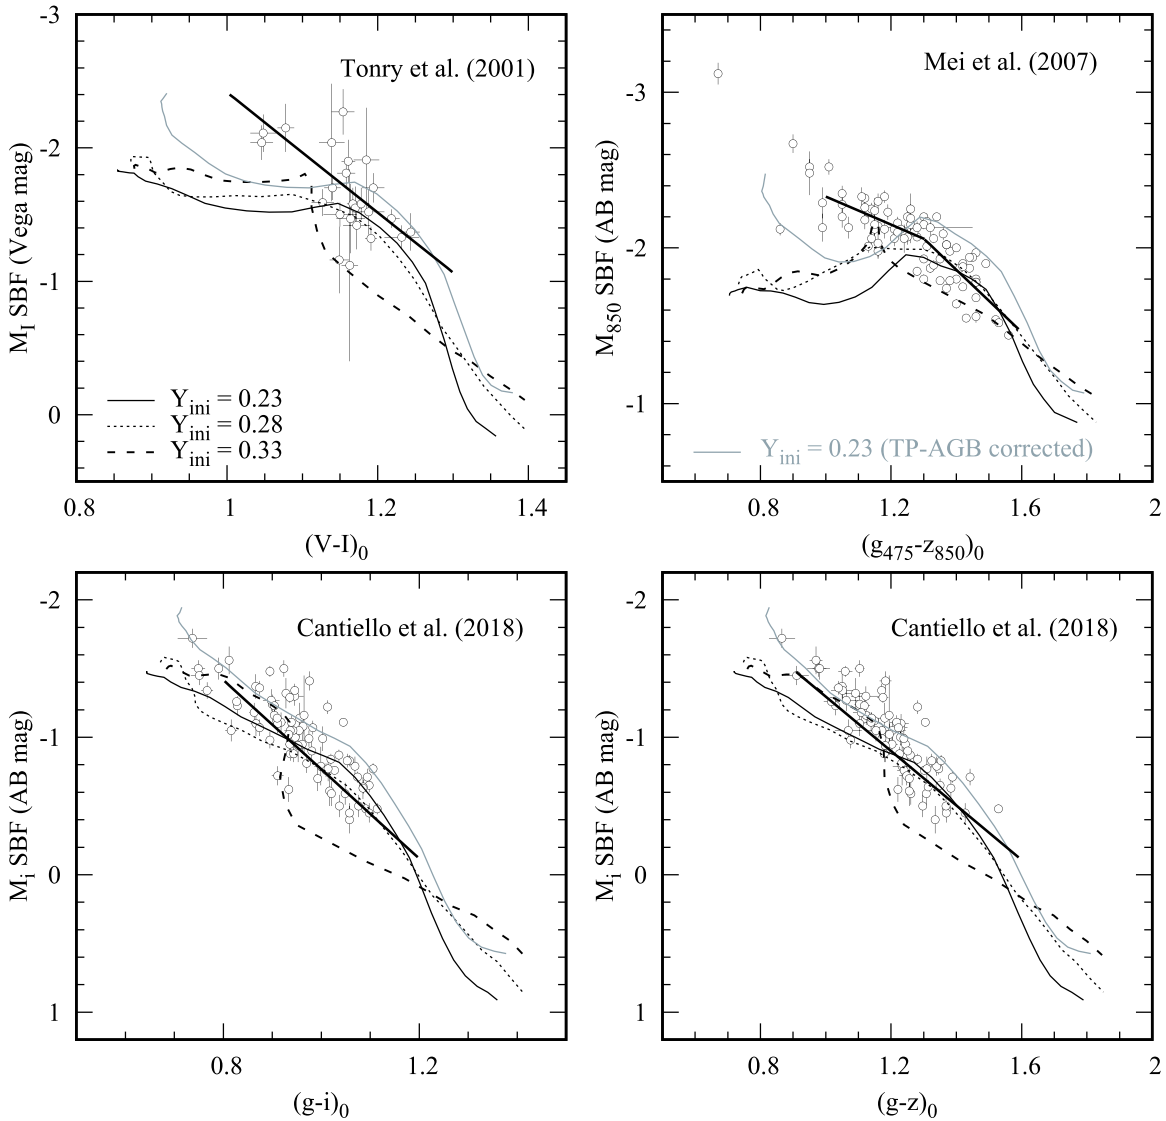 -3
-2
-1
0
0.8
1
1.2
1.4
M_I SBF (Vega mag)
(V-I)_0
Tonry et al. (2001)
Y_ini = 0.23
Y_ini = 0.28
Y_ini = 0.33
-3
-2
-1
0.8
1.2
1.6
2
M_850 SBF (AB mag)
(g_475-z_850)_0
Mei et al. (2007)
Y_ini = 0.23 (TP-AGB corrected)
-2
-1
0
1
0.8
1.2
M_i SBF (AB mag)
(g-i)_0
Cantiello et al. (2018)
-2
-1
0
1
0.8
1.2
1.6
2
M_i SBF (AB mag)
(g-z)_0
Cantiello et al. (2018)